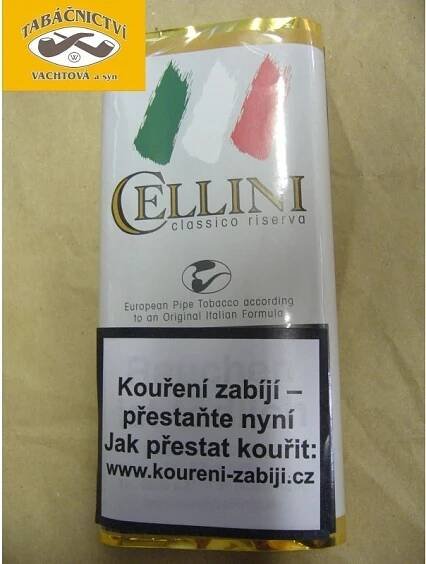 TABÁČNICTVÍ
W
VACHTOVÁ a syn
CELLINI
classico riserva
European Pipe Tobacco according
to an Original Italian Formula
Kouření zabíjí –
přestaňte nyní
Jak přestat kouřit:
www.koureni-zabiji.cz